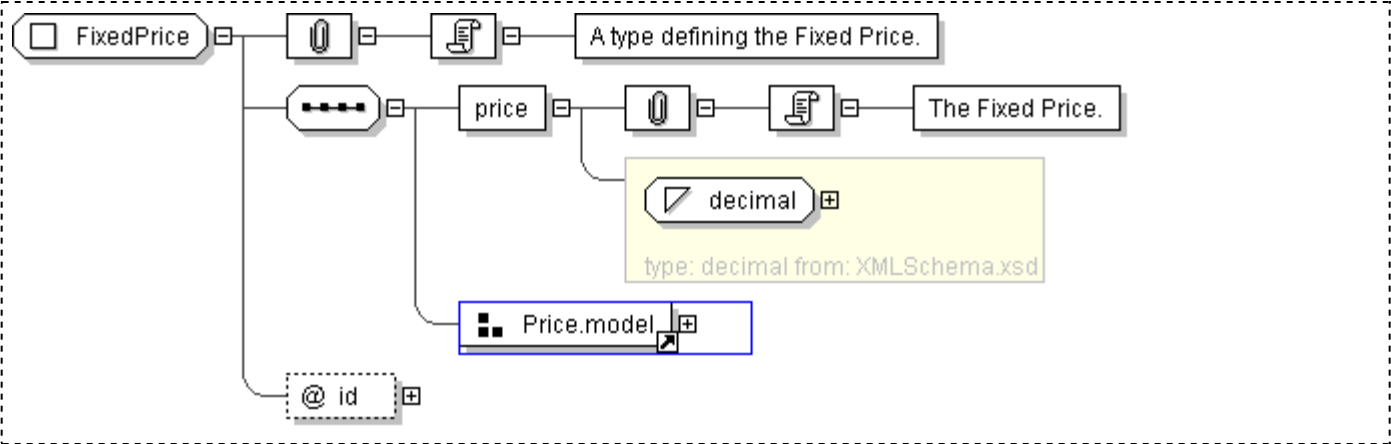 FixedPrice
A type defining the Fixed Price.
price
The Fixed Price.
decimal
type: decimal from: XMLSchema.xsd
Price.model
@ id